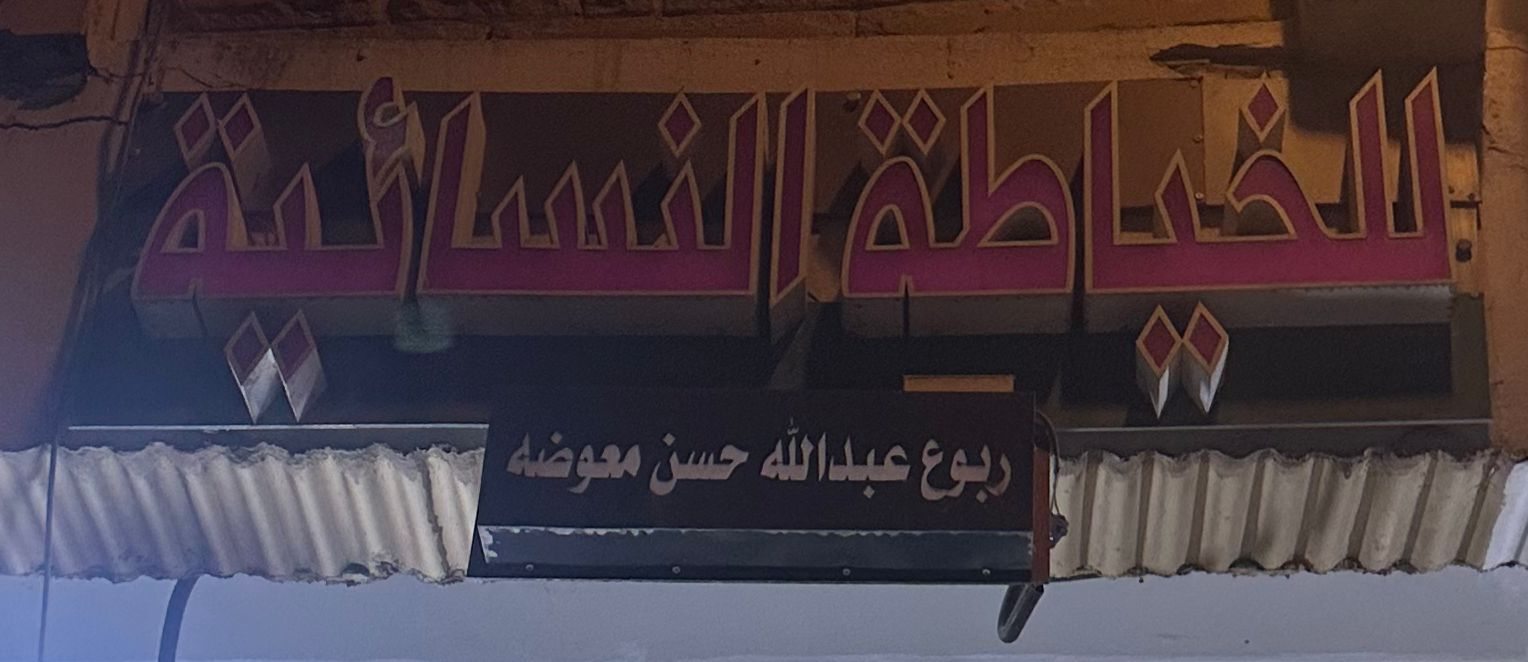 للخياطة النسائية
ربوع عبدالله حسن معوضه